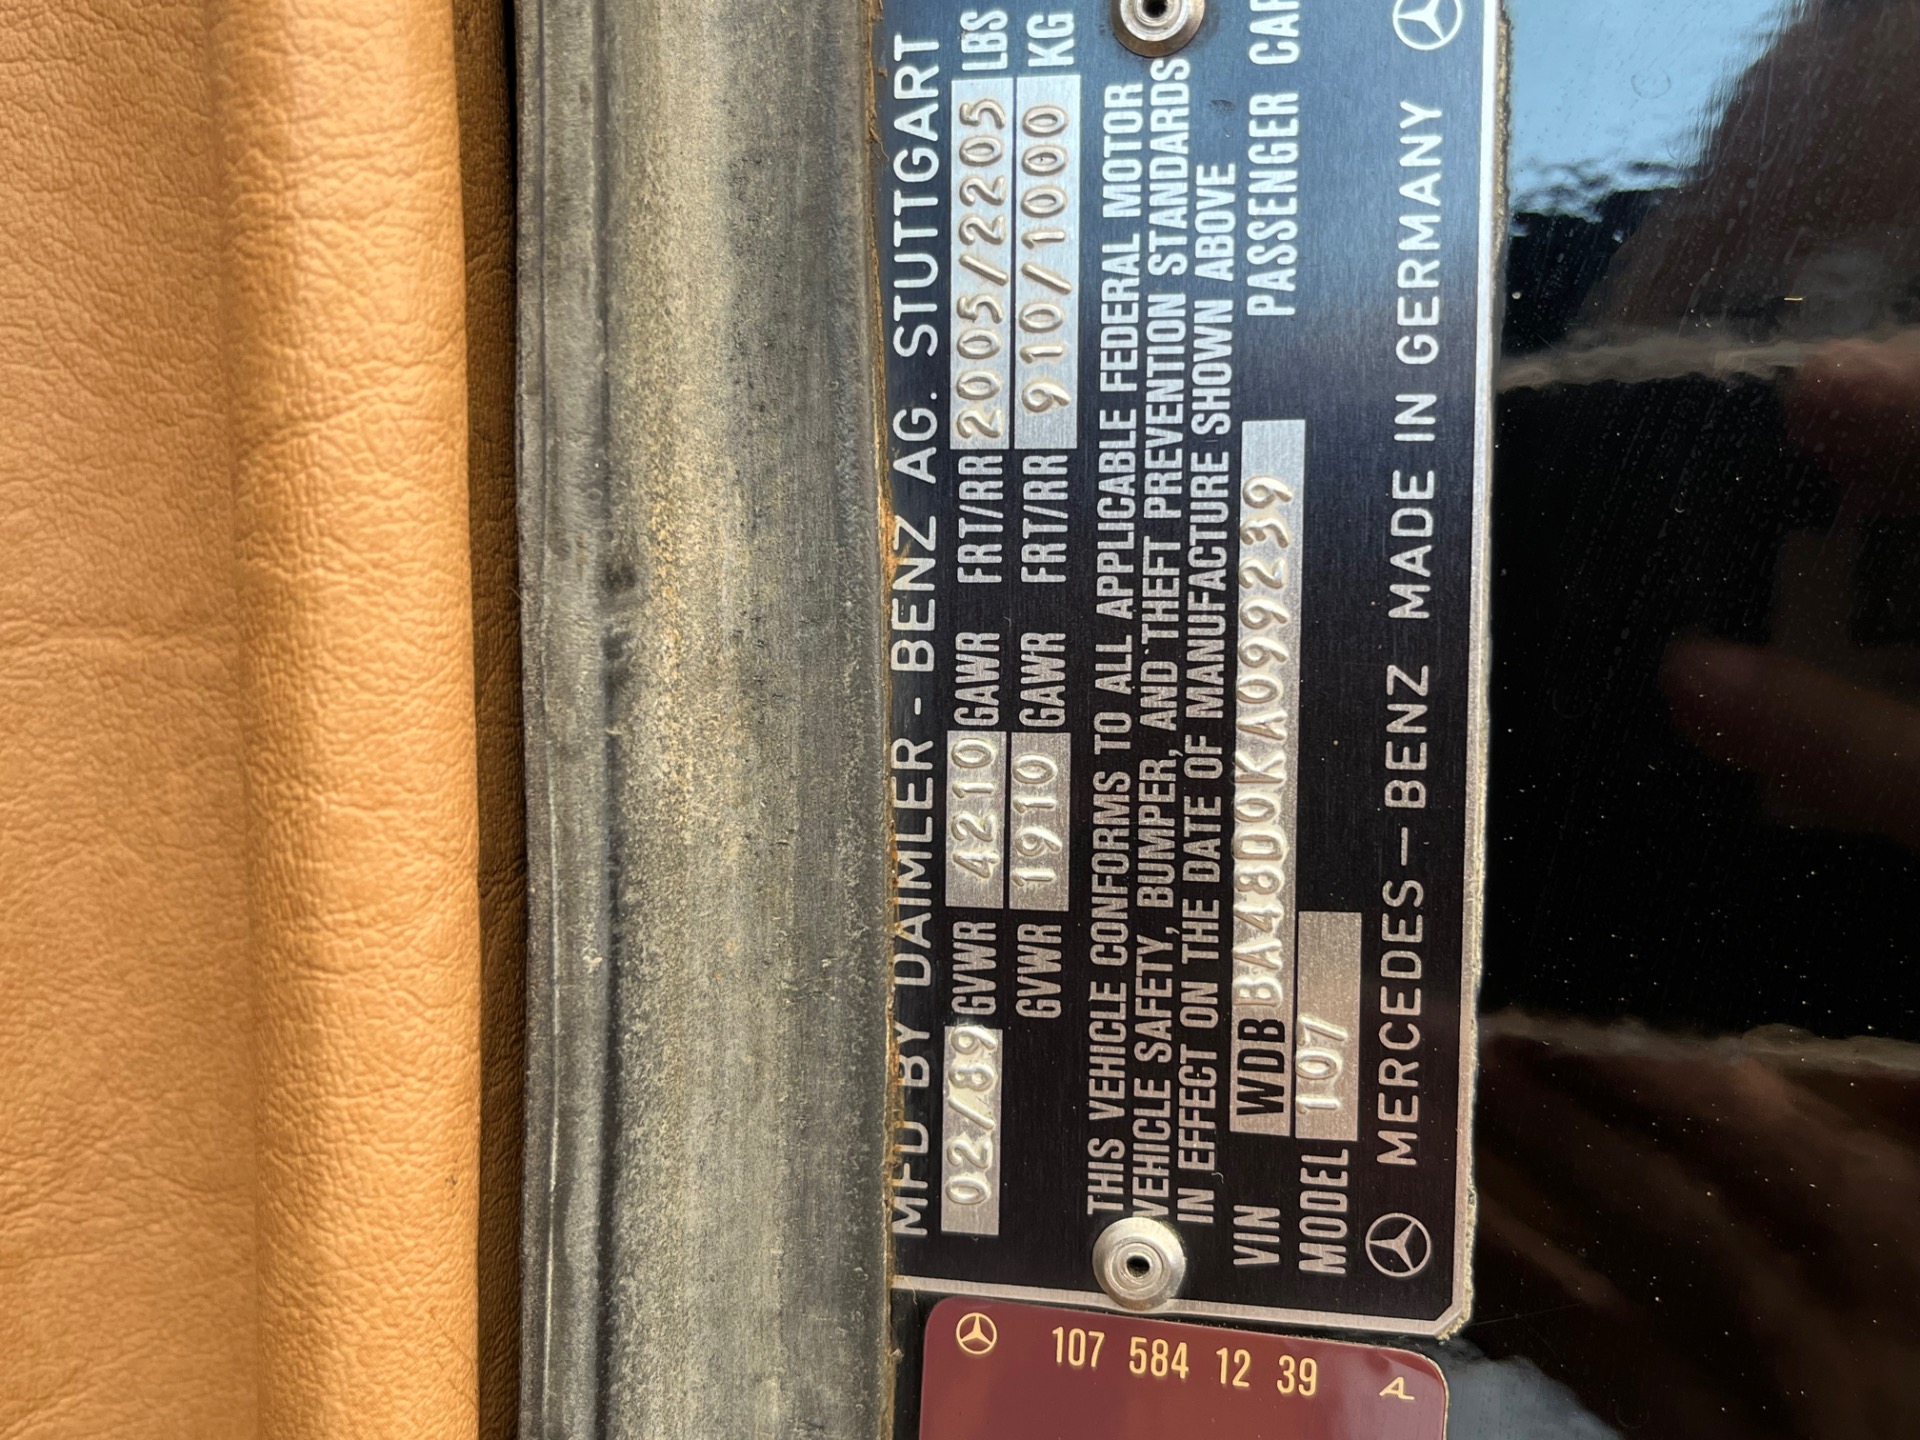 MFD. BY DAIMLER - BENZ AG. STUTTGART
02/89 GVWR 4210 GAWR FRT/RR 2005/2205 LBS
GVWR 1910 GAWR FRT/RR 910/1000 KG
THIS VEHICLE CONFORMS TO ALL APPLICABLE FEDERAL MOTOR
VEHICLE SAFETY, BUMPER, AND THEFT PREVENTION STANDARDS
IN EFFECT ON THE DATE OF MANUFACTURE SHOWN ABOVE
VIN WDB BA48D0KA099239 PASSENGER CAR
MODEL 107
MERCEDES - BENZ MADE IN GERMANY
107 584 12 39 A